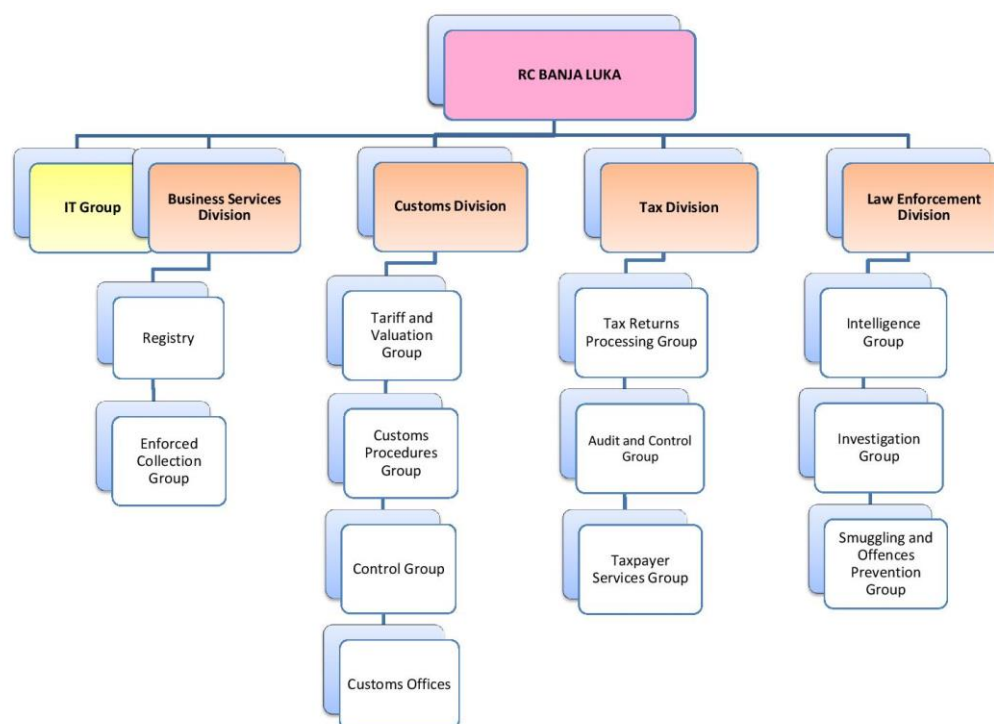 RC BANJA LUKA
IT Group
Business Services
Division
Customs Division
Tax Division
Law Enforcement
Division
Registry
Enforced
Collection
Group
Tariff and
Valuation
Group
Customs
Procedures
Group
Control Group
Customs Offices
Tax Returns
Processing Group
Audit and Control
Group
Taxpayer
Services Group
Intelligence
Group
Investigation
Group
Smuggling and
Offences
Prevention
Group